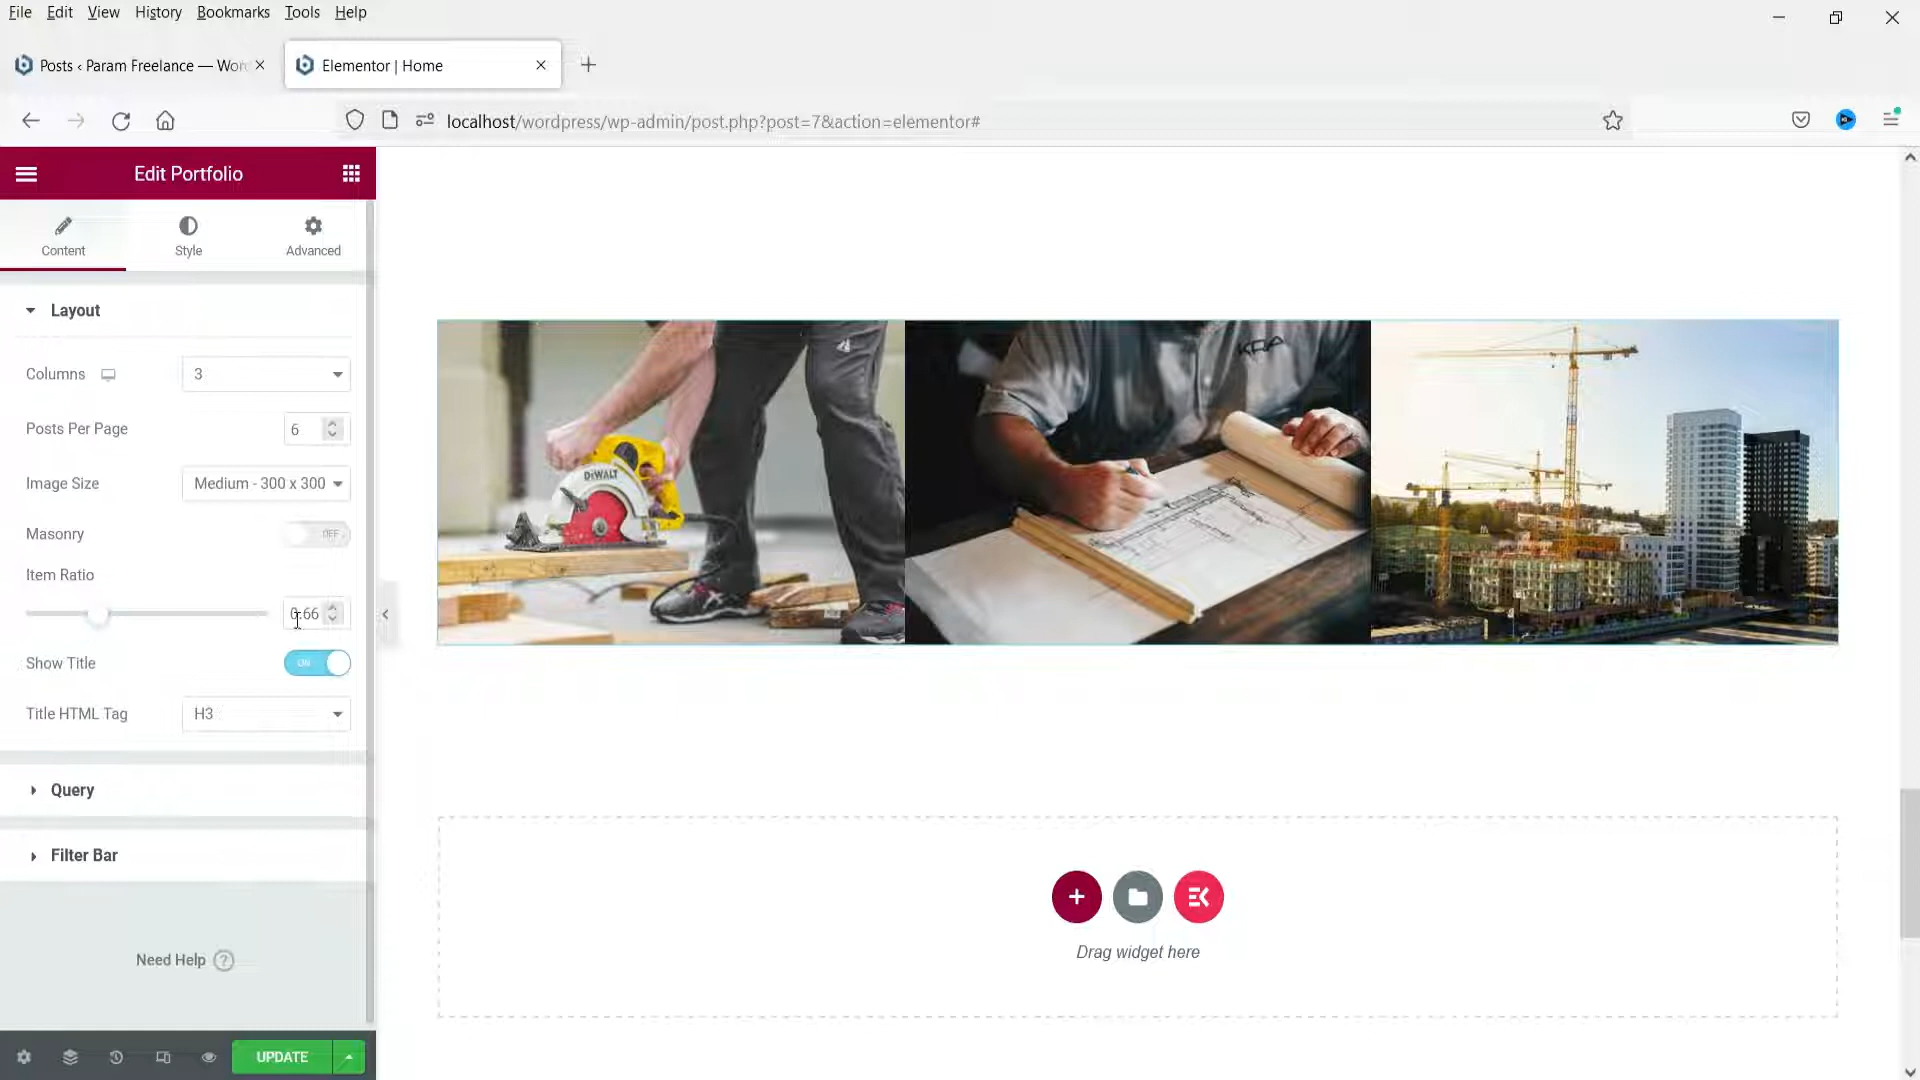 File Edit View History Bookmarks Tools Help
Posts ‹ Param Freelance — Wor
Elementor | Home
localhost/wordpress/wp-admin/post.php?post=7&action=elementor#
Edit Portfolio
Content Style Advanced
Layout
Columns 3
Posts Per Page 6
Image Size Medium - 300 x 300
Masonry OFF
Item Ratio
0.66
Show Title ON
Title HTML Tag H3
Query
Filter Bar
Need Help ?
UPDATE
DEWALT
KRA
Drag widget here